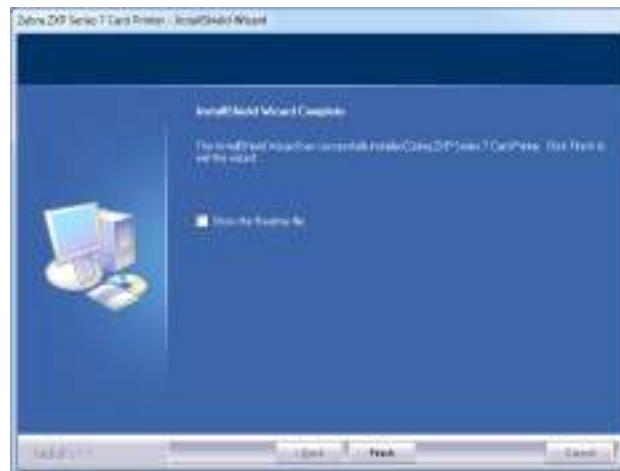 Zebra ZXP Series 7 Card Printer - InstallShield Wizard
InstallShield Wizard Complete
The InstallShield Wizard has successfully installed Zebra ZXP Series 7 Card Printer. Click Finish to
exit the wizard.
Show the Readme file
< Back
Finish
Cancel